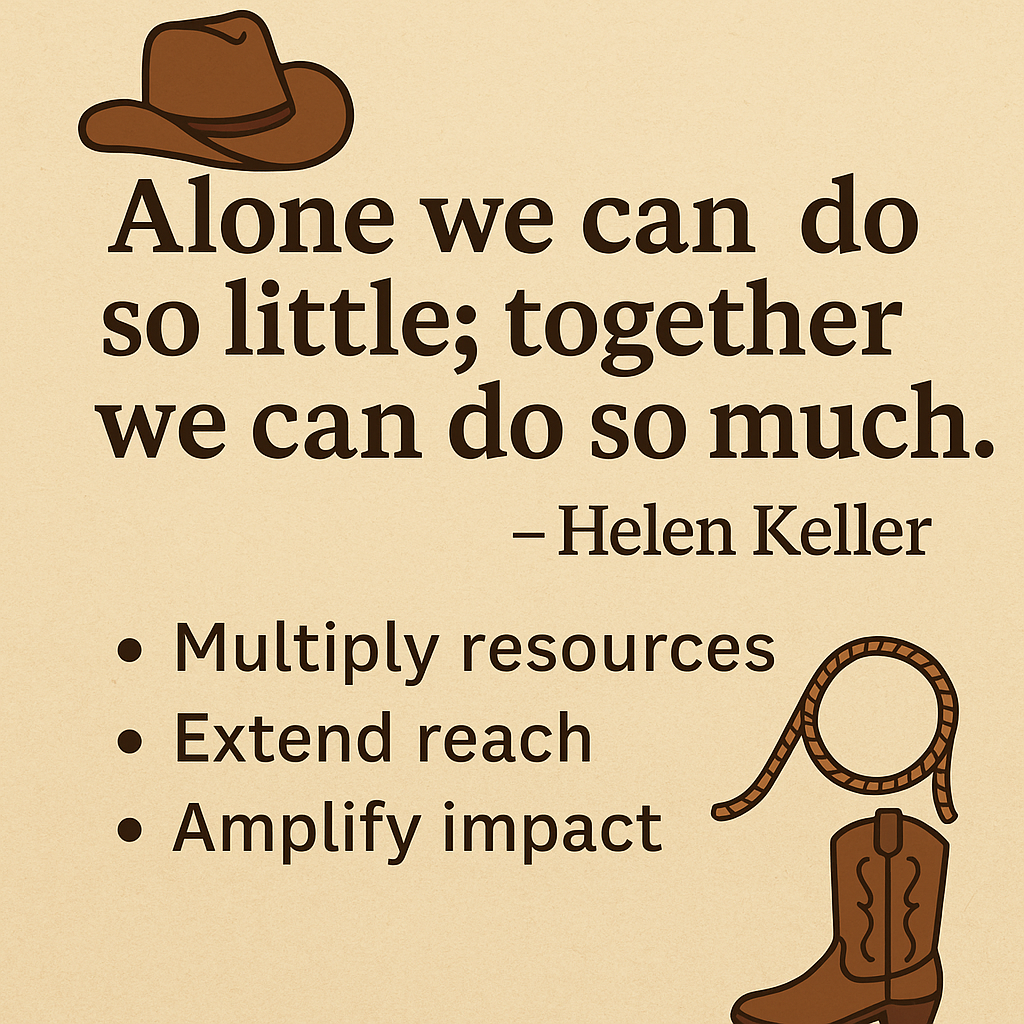 Alone we can do
so little; together
we can do so much.
– Helen Keller
• Multiply resources
• Extend reach
• Amplify impact